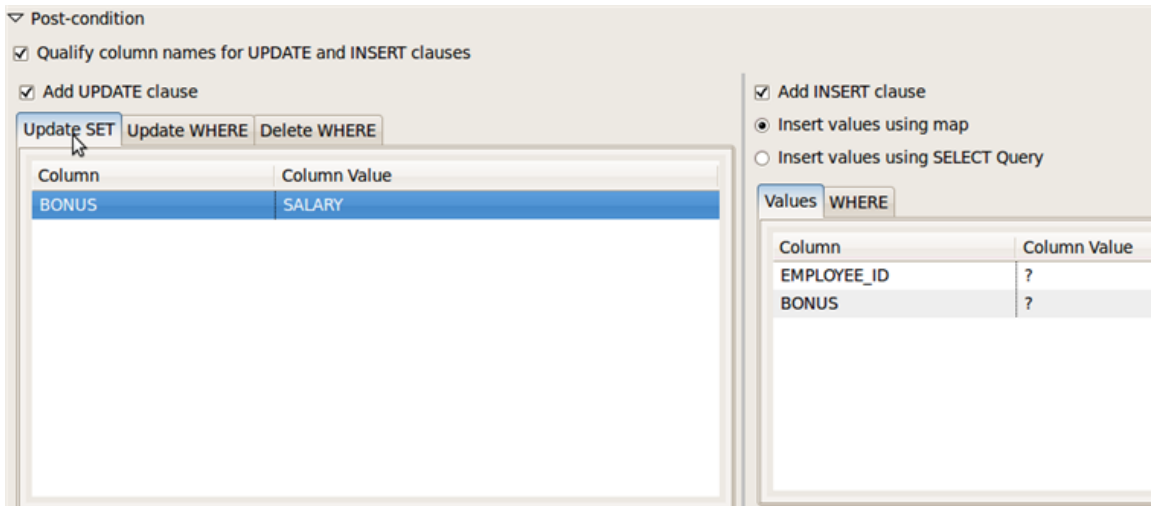 Post-condition
Qualify column names for UPDATE and INSERT clauses
Add UPDATE clause
Update SET Update WHERE Delete WHERE
Column Column Value
BONUS SALARY
Add INSERT clause
Insert values using map
Insert values using SELECT Query
Values WHERE
Column Column Value
EMPLOYEE_ID ?
BONUS ?